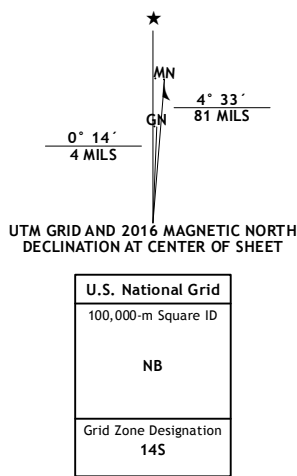 ★
MN
4° 33´
81 MILS
GN
0° 14´
4 MILS
UTM GRID AND 2016 MAGNETIC NORTH
DECLINATION AT CENTER OF SHEET
U.S. National Grid
100,000-m Square ID
NB
Grid Zone Designation
14S